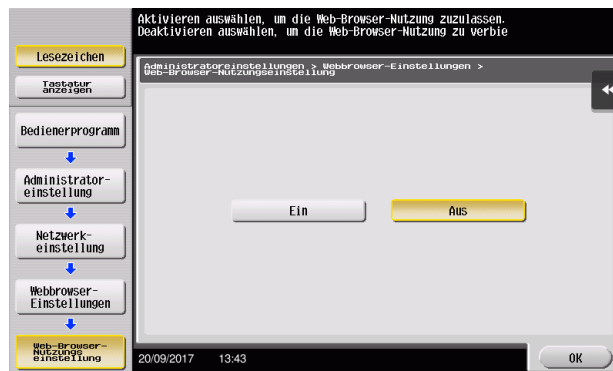 Aktivieren auswählen, um die Web-Browser-Nutzung zuzulassen.
Deaktivieren auswählen, um die Web-Browser-Nutzung zu verbie
Lesezeichen
Tastatur
anzeigen
Administratoreinstellungen > Webbrowser-Einstellungen >
Web-Browser-Nutzungseinstellung
Bedienerprogramm
Administrator-
einstellung
Netzwerk-
einstellung
Webbrowser-
Einstellungen
Web-Browser-
Nutzungs
einstellung
Ein
Aus
20/09/2017 13:43
OK